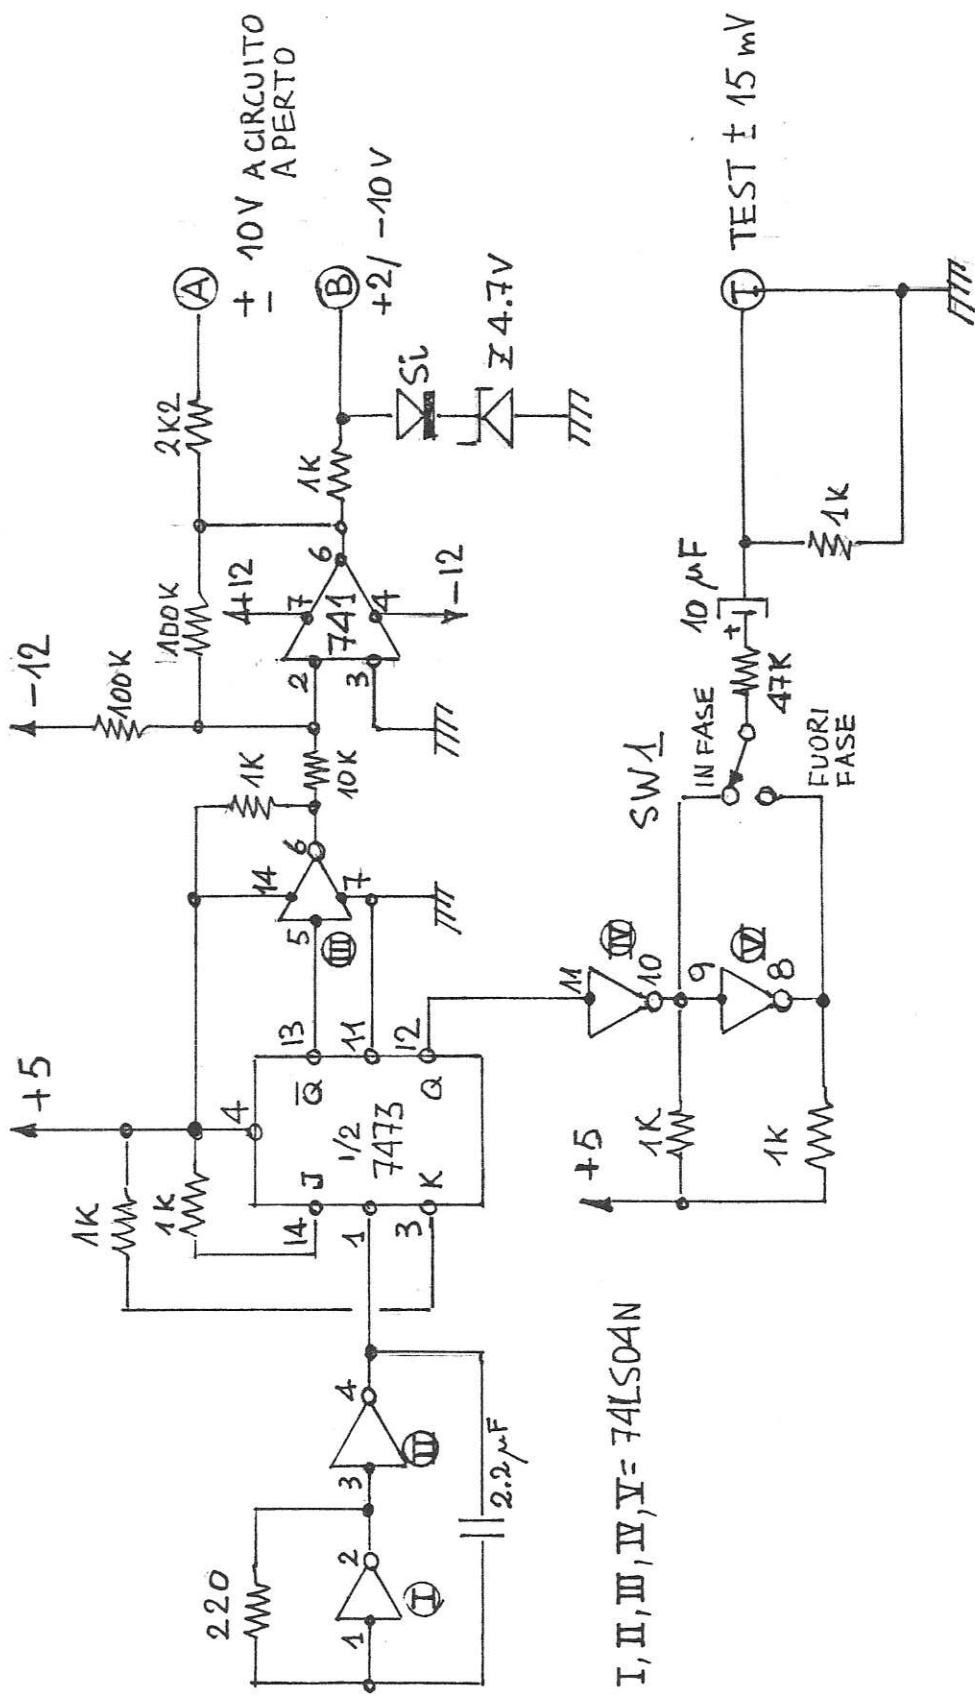 +5
1K
1K
220
1
2
I
3
4
II
2.2 µF
14
J
1
3
K
1/2
7473
4
Q̅
13
11
Q
12
5
III
14
6
7
1K
10K
-12
100K
100K
2
3
741
7
+12
6
4
-12
2K2
1K
A
± 10V A CIRCUITO
APERTO
B
+2/ -10V
Si
Z 4.7V
+5
1K
1K
11
IV
10
9
V
8
SW1
IN FASE
FUORI
FASE
47K
+
10 µF
1K
T
TEST ± 15 mV
I, II, III, IV, V = 74LS04N